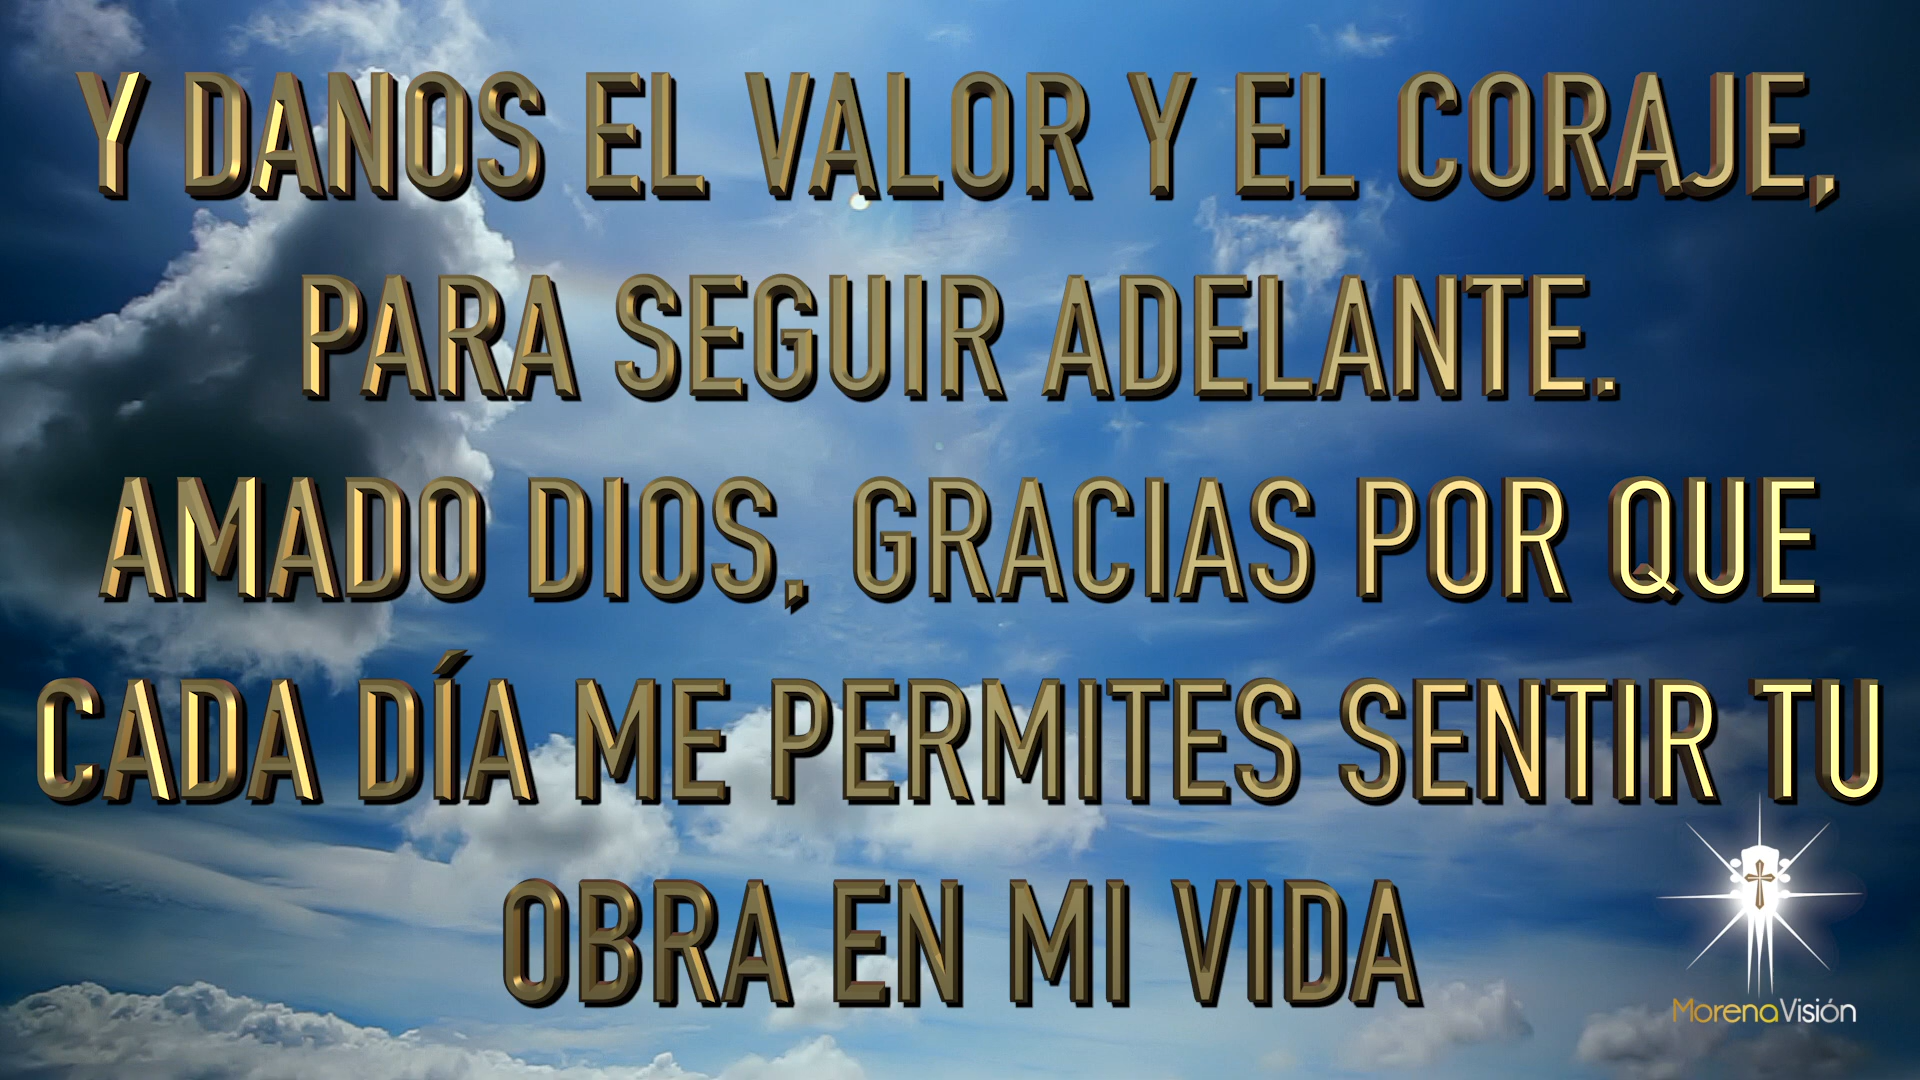 Y DANOS EL VALOR Y EL CORAJE,
PARA SEGUIR ADELANTE.
AMADO DIOS, GRACIAS POR QUE
CADA DÍA ME PERMITES SENTIR TU
OBRA EN MI VIDA
MorenaVisión